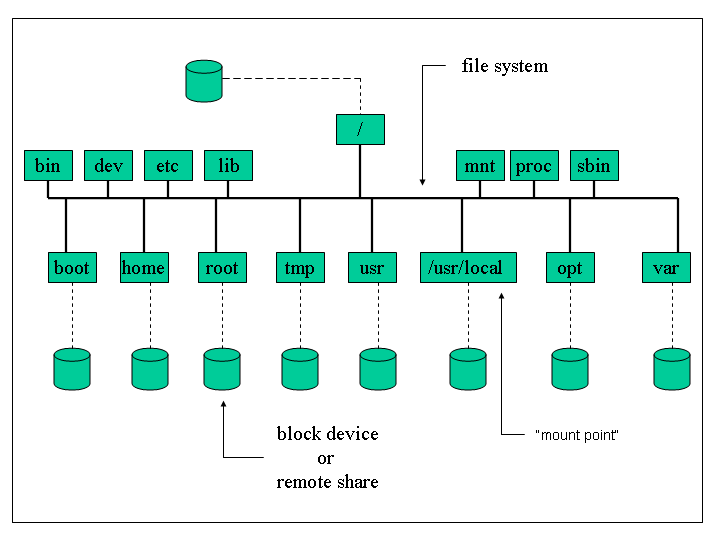 file system
/
bin
dev
etc
lib
mnt
proc
sbin
boot
home
root
tmp
usr
/usr/local
opt
var
block device
or
remote share
"mount point"